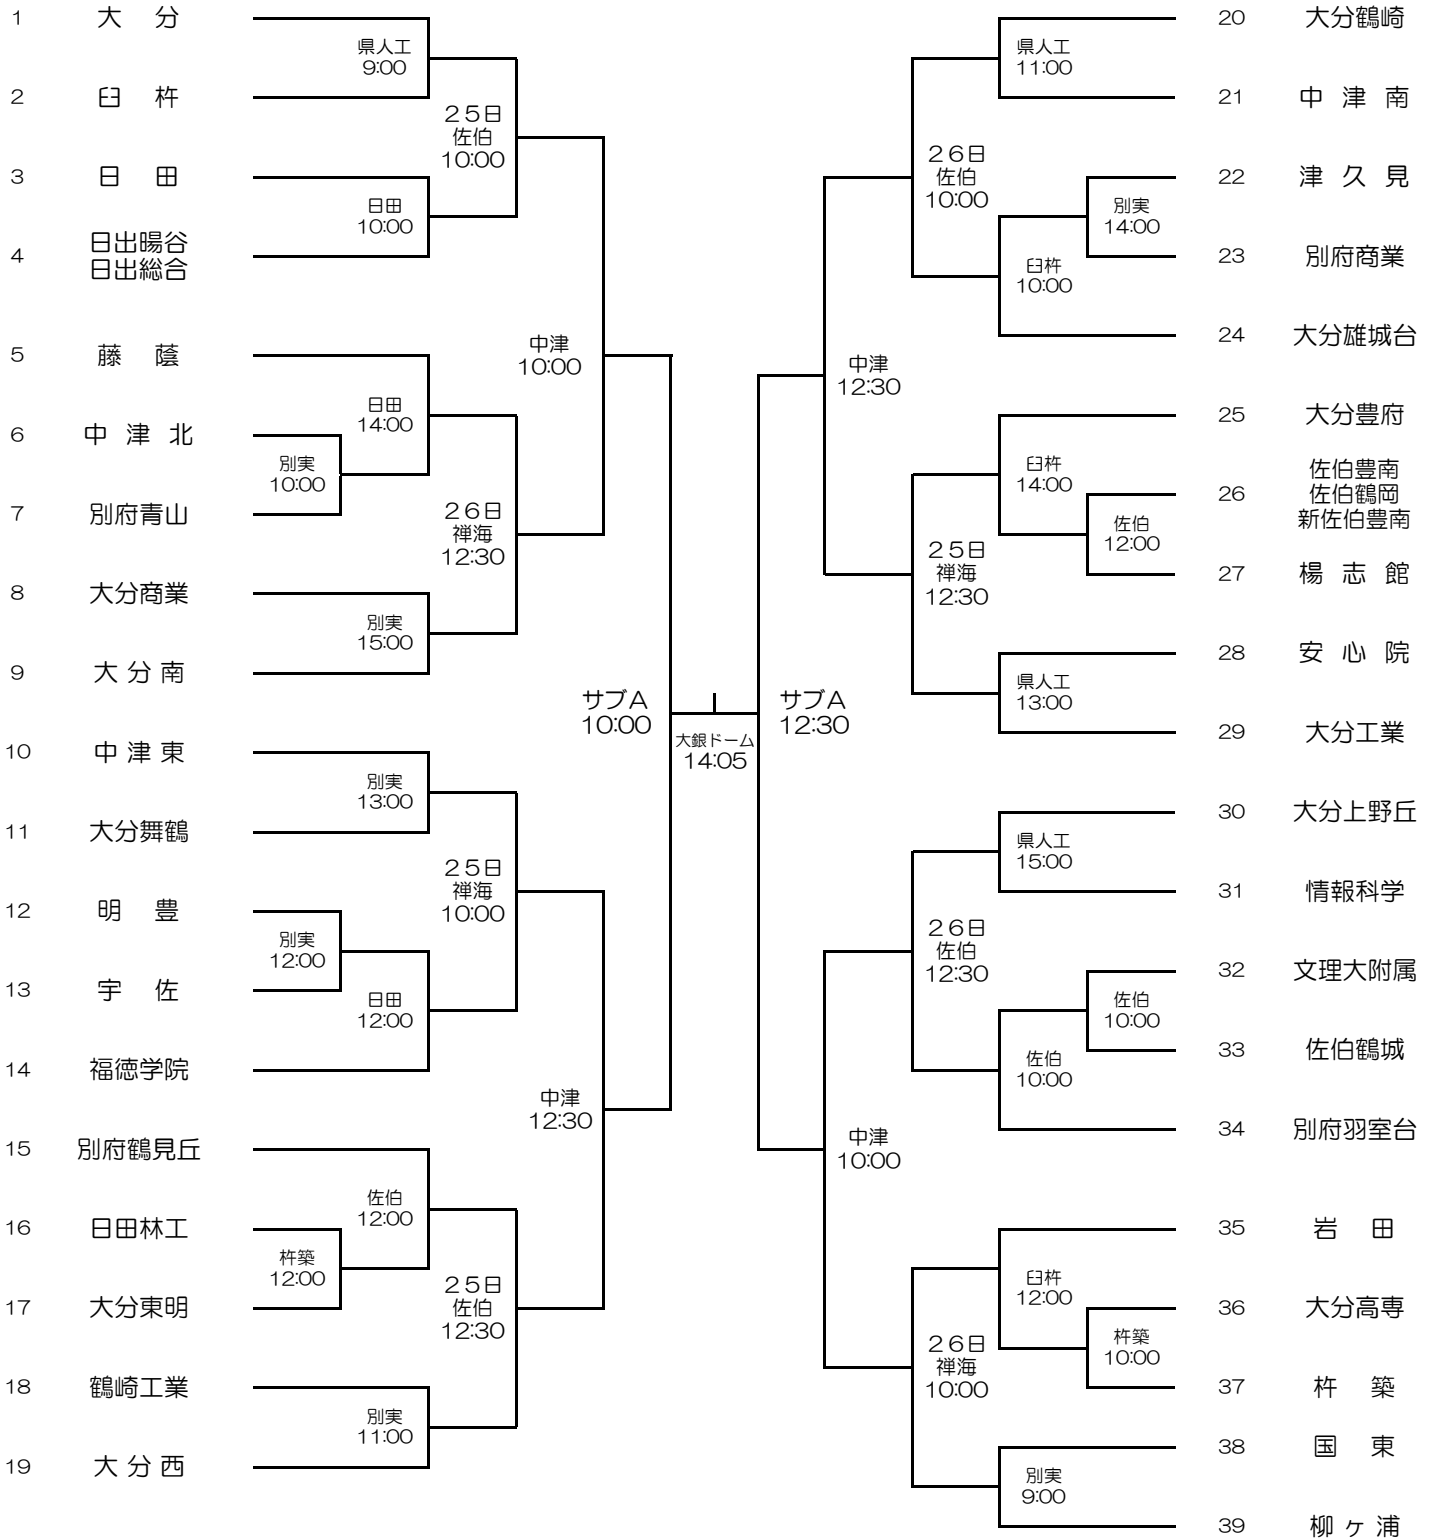 1 大 分
県人工
9:00
2 臼 杵
25日
佐伯
10:00
3 日 田
日田
10:00
4 日出暘谷
日出総合
5 藤 蔭
中津
10:00
日田
14:00
6 中 津 北
別実
10:00
7 別府青山
26日
禅海
12:30
8 大分商業
別実
15:00
9 大 分 南
サブA
10:00
10 中 津 東
別実
13:00
11 大分舞鶴
25日
禅海
10:00
12 明 豊
別実
12:00
13 宇 佐
日田
12:00
14 福徳学院
中津
12:30
15 別府鶴見丘
佐伯
12:00
16 日田林工
杵築
12:00
17 大分東明
25日
佐伯
12:30
18 鶴崎工業
別実
11:00
19 大 分 西
大銀ドーム
14:05
20 大分鶴崎
県人工
11:00
21 中 津 南
26日
佐伯
10:00
22 津 久 見
別実
14:00
23 別府商業
臼杵
10:00
24 大分雄城台
中津
12:30
25 大分豊府
臼杵
14:00
佐伯豊南
26 佐伯鶴岡
新佐伯豊南
佐伯
12:00
27 楊 志 館
25日
禅海
12:30
28 安 心 院
県人工
13:00
29 大分工業
サブA
12:30
30 大分上野丘
県人工
15:00
31 情報科学
26日
佐伯
12:30
32 文理大附属
佐伯
10:00
33 佐伯鶴城
佐伯
10:00
34 別府羽室台
中津
10:00
35 岩 田
臼杵
12:00
36 大分高専
杵築
10:00
37 杵 築
26日
禅海
10:00
38 国 東
別実
9:00
39 柳 ヶ 浦